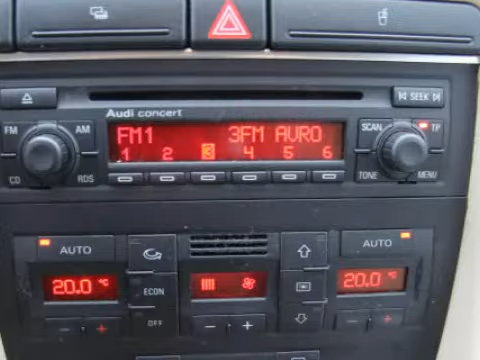 Audi concert
SEEK
FM AM
FM1 3FM AVRO
SCAN TP
1 2 3 4 5 6
CD RDS
TONE MENU
AUTO
AUTO
20.0 °C
ECON
20.0 °C
OFF
- +
- +
- +